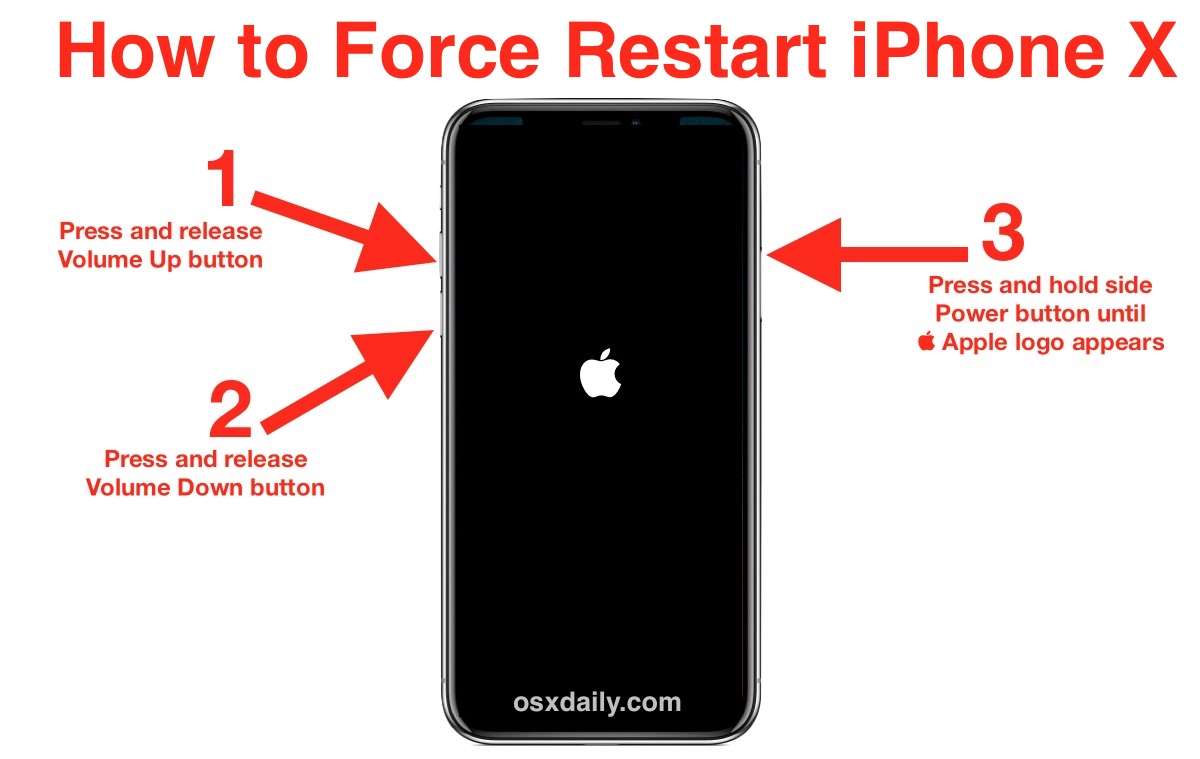 How to Force Restart iPhone X
1
Press and release
Volume Up button
2
Press and release
Volume Down button
3
Press and hold side
Power button until
Apple logo appears
osxdaily.com